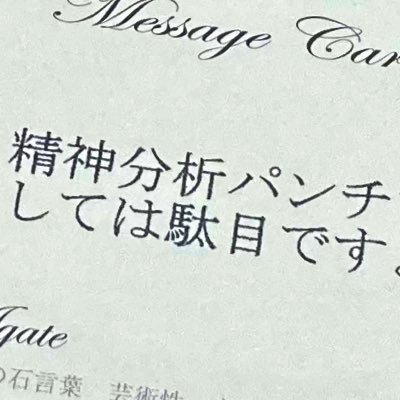 Message Car
精神分析パンチ
しては駄目です。
Agate
の石言葉 芸術性